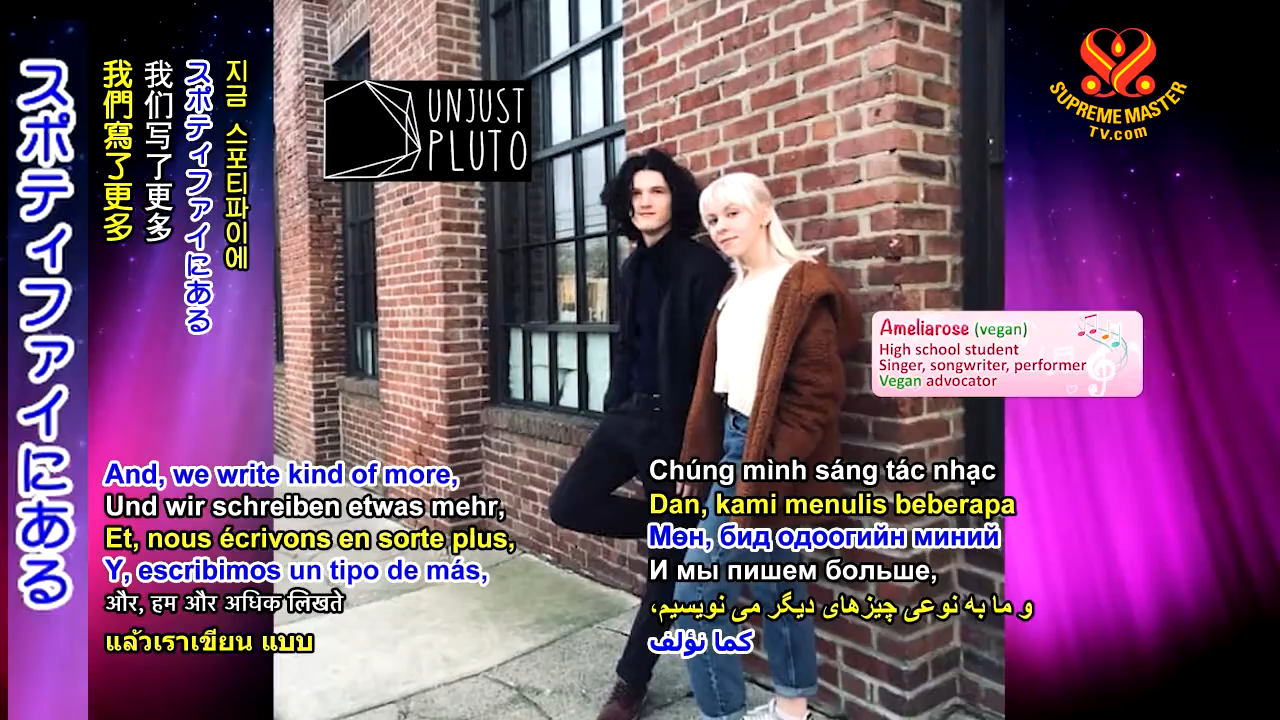 スポティファイにある
我們寫了更多
我们写了更多
スポティファイにある
지금 스포티파이에
UNJUST
PLUTO
SUPREME MASTER
TV.com
Ameliarose (vegan)
High school student
Singer, songwriter, performer
Vegan advocator
And, we write kind of more,
Und wir schreiben etwas mehr,
Et, nous écrivons en sorte plus,
Y, escribimos un tipo de más,
और, हम और अधिक लिखते
แล้วเราเขียน แบบ
Chúng mình sáng tác nhạc
Dan, kami menulis beberapa
Мөн, бид одоогийн миний
И мы пишем больше,
و ما به نوعی چیزهای دیگر می نویسیم،
كما نؤلف